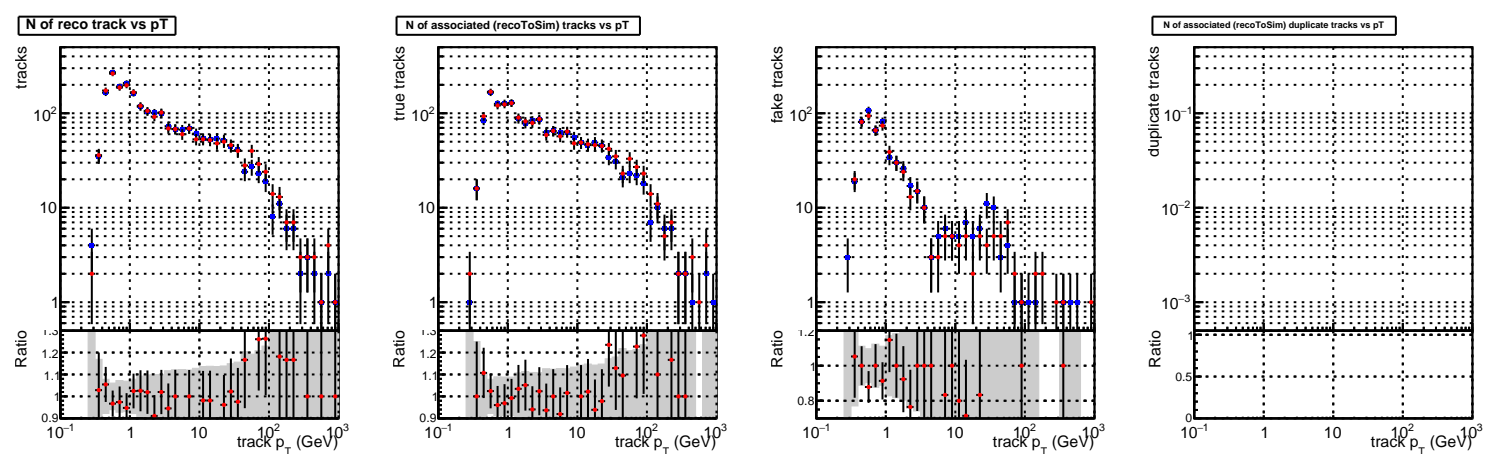 N of reco track vs pT
tracks
10²
10
1
Ratio
1.3
1.2
1.1
1
0.9
10⁻¹ 1 10 10² 10³
track p_T (GeV)
N of associated (recoToSim) tracks vs pT
true tracks
10²
10
1
Ratio
1.3
1.2
1.1
1
0.9
10⁻¹ 1 10 10² 10³
track p_T (GeV)
fake tracks
10²
10
1
Ratio
1.2
1
0.8
10⁻¹ 1 10 10² 10³
track p_T (GeV)
N of associated (recoToSim) duplicate tracks vs pT
duplicate tracks
10⁻¹
10⁻²
10⁻³
Ratio
1
0.5
0
10⁻¹ 1 10 10² 10³
track p_T (GeV)